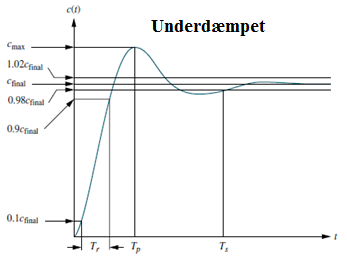 c(t)
Underdæmpet
cmax
1.02cfinal
cfinal
0.98cfinal
0.9cfinal
0.1cfinal
t
Tr
Tp
Ts